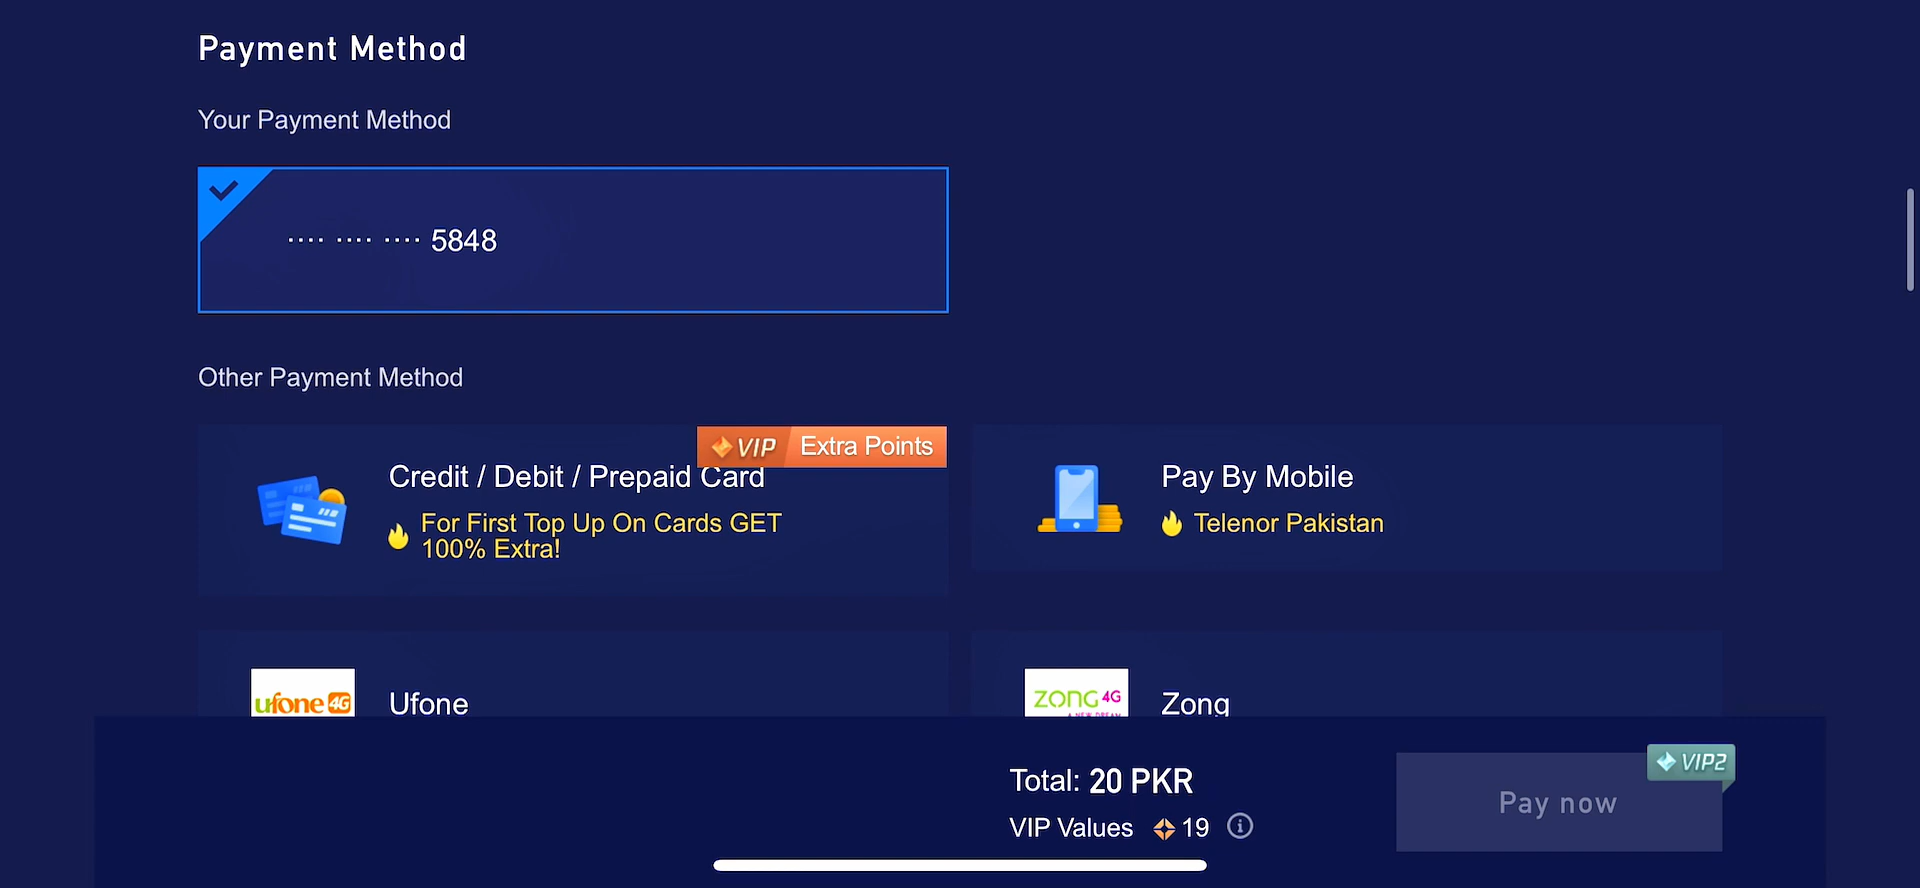 Payment Method
Your Payment Method
···· ···· ···· 5848
Other Payment Method
VIP Extra Points
Credit / Debit / Prepaid Card
For First Top Up On Cards GET
100% Extra!
Pay By Mobile
Telenor Pakistan
ufone 4G
Ufone
ZONG 4G
A NEW DREAM
Zong
Total: 20 PKR
VIP Values 19
VIP2
Pay now